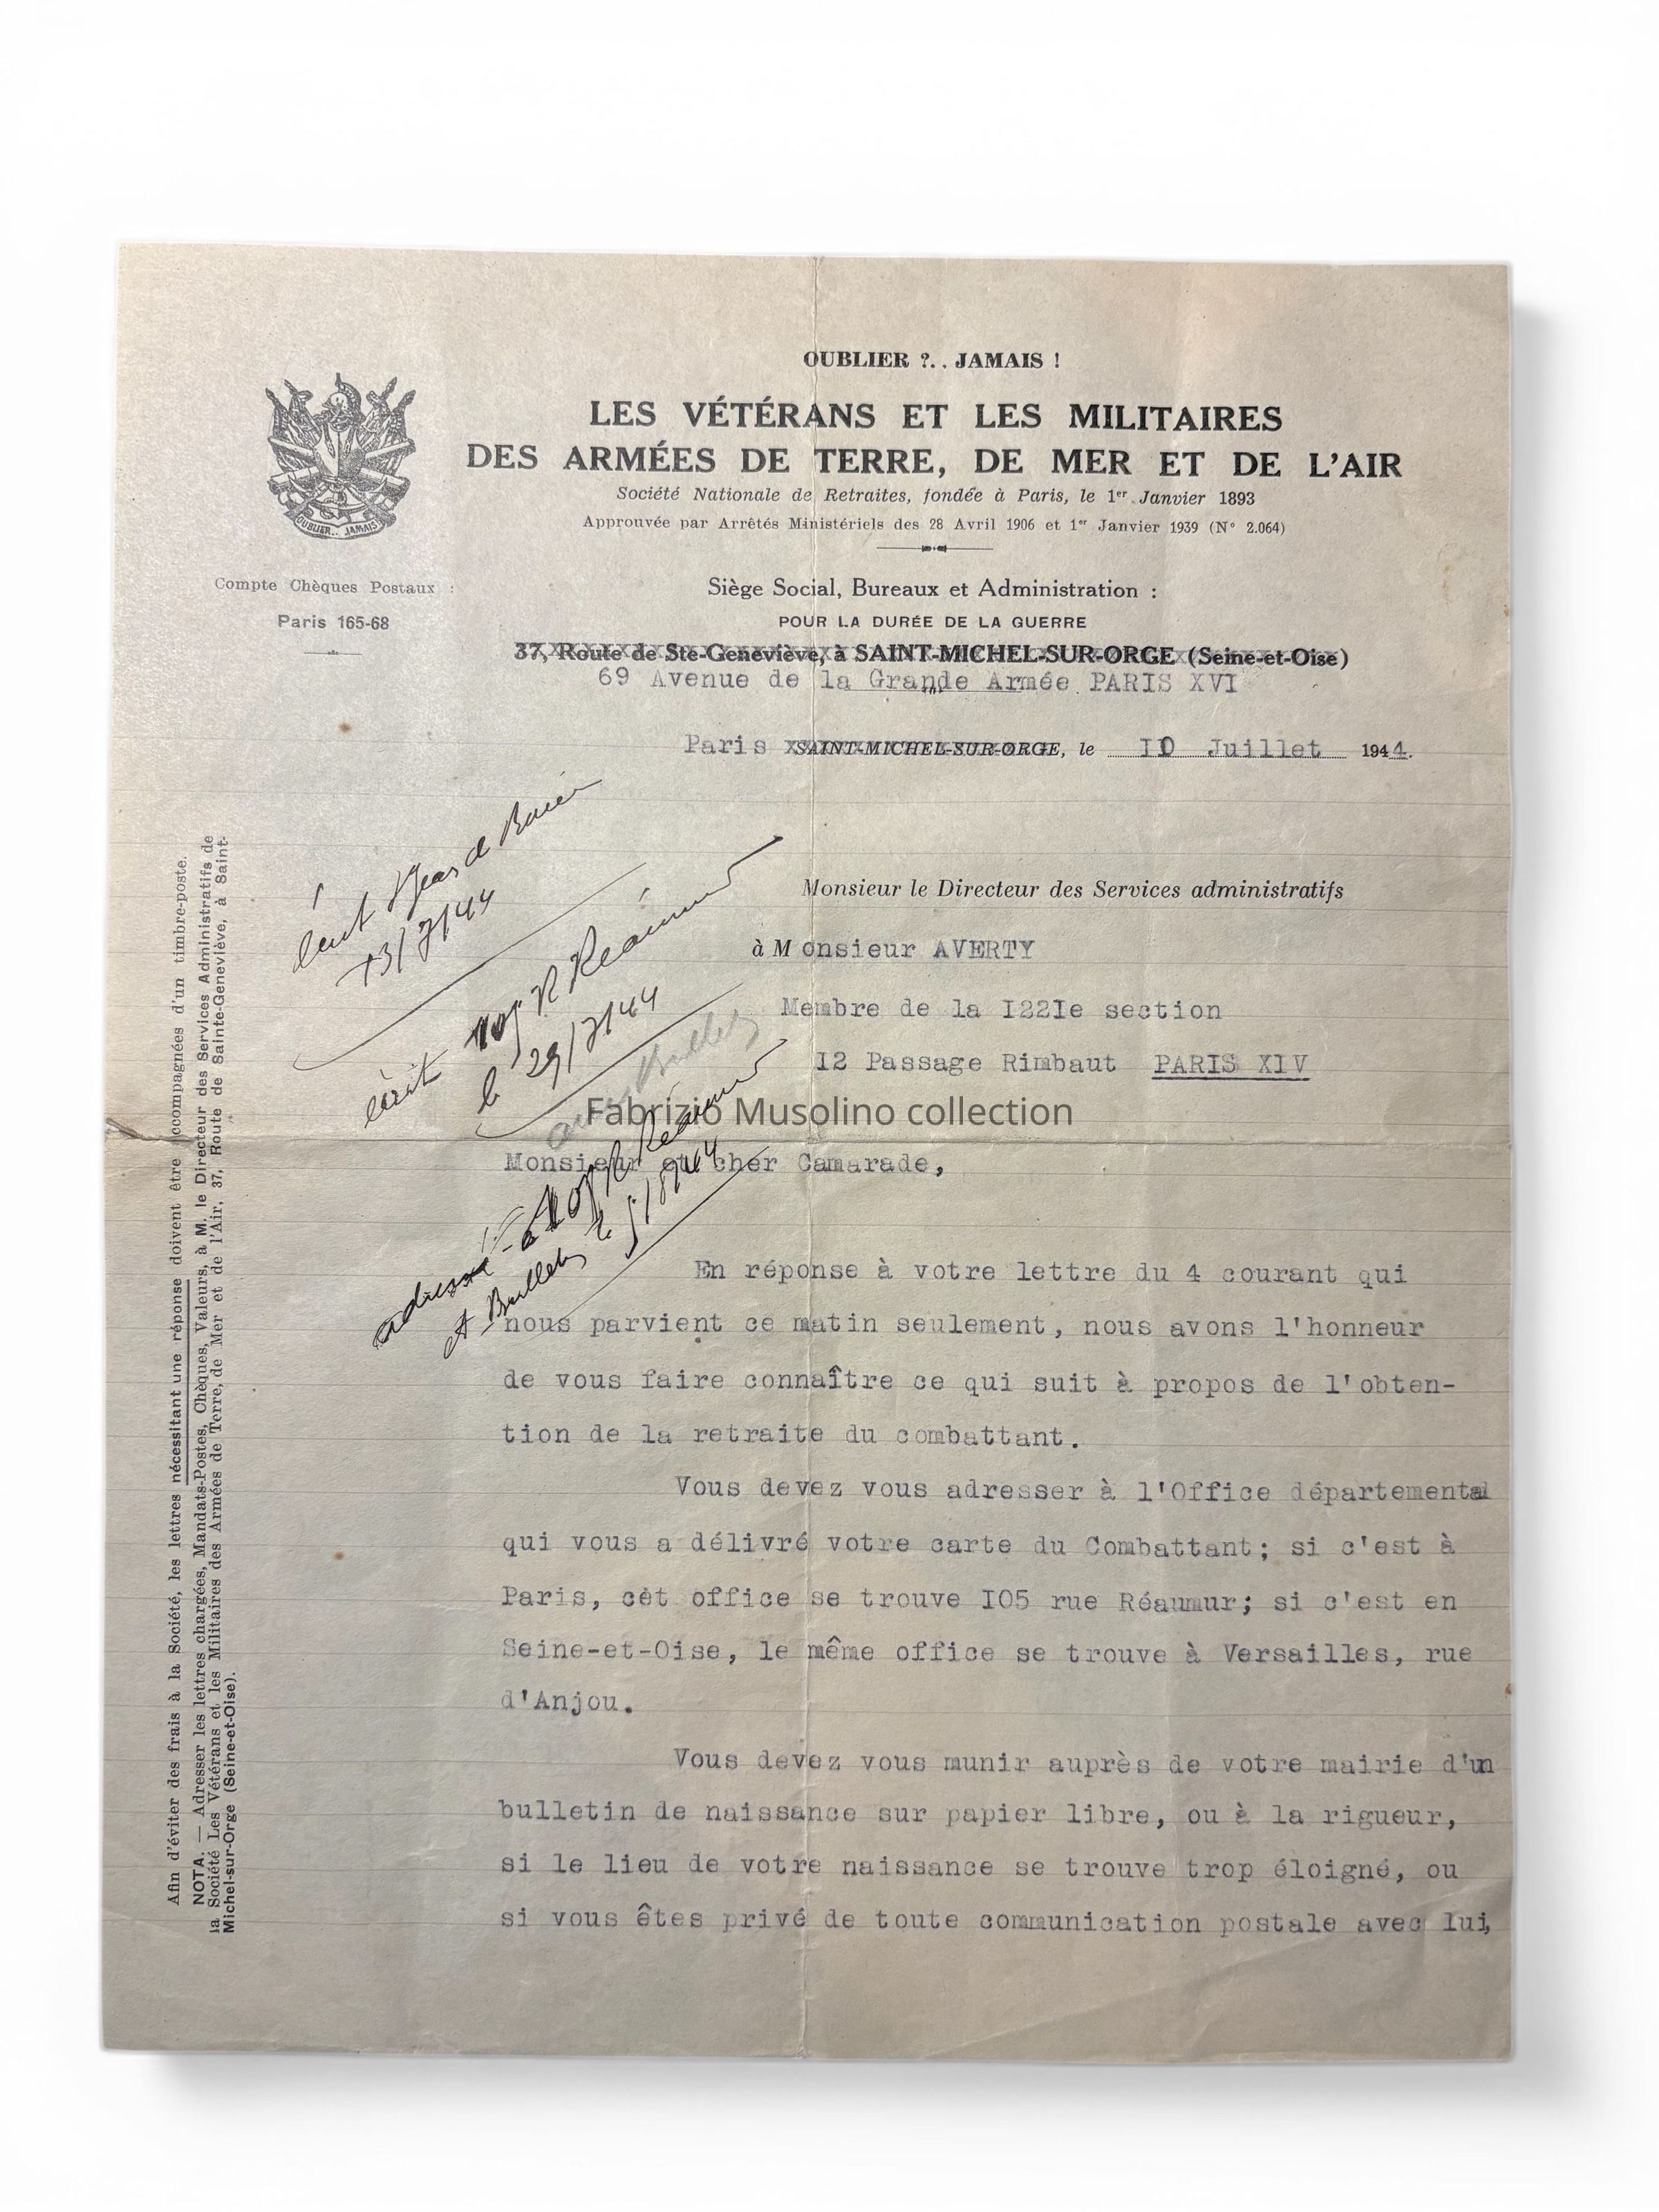 OUBLIER ?.. JAMAIS !
LES VÉTÉRANS ET LES MILITAIRES
DES ARMÉES DE TERRE, DE MER ET DE L'AIR
Société Nationale de Retraites, fondée à Paris, le 1er Janvier 1893
Approuvée par Arrêtés Ministériels des 28 Avril 1906 et 1er Janvier 1939 (N° 2.064)
OUBLIER.. JAMAIS
Compte Chèques Postaux :
Paris 165-68
Siège Social, Bureaux et Administration :
POUR LA DURÉE DE LA GUERRE
37, Route de Ste-Geneviève, à SAINT-MICHEL-SUR-ORGE (Seine-et-Oise)
69 Avenue de la Grande Armée PARIS XVI
Paris SAINT-MICHEL-SUR-ORGE, le 10 Juillet 1944.
13/7/44
écrit 105 R Réaumur
le 29/7/44
Monsieur le Directeur des Services administratifs
à Monsieur AVERTY
Membre de la I22Ie section
I2 Passage Rimbaut PARIS XIV
Fabrizio Musolino collection
Monsieur et cher Camarade,
R Réaumur
En réponse à votre lettre du 4 courant qui
nous parvient ce matin seulement, nous avons l'honneur
de vous faire connaître ce qui suit à propos de l'obten-
tion de la retraite du combattant.
Vous devez vous adresser à l'Office départemental
qui vous a délivré votre carte du Combattant; si c'est à
Paris, cet office se trouve I05 rue Réaumur; si c'est en
Seine-et-Oise, le même office se trouve à Versailles, rue
d'Anjou.
Vous devez vous munir auprès de votre mairie d'un
bulletin de naissance sur papier libre, ou à la rigueur,
si le lieu de votre naissance se trouve trop éloigné, ou
si vous êtes privé de toute communication postale avec lui,
Afin d'éviter des frais à la Société, les lettres nécessitant une réponse doivent être accompagnées d'un timbre-poste.
NOTA. — Adresser les lettres chargées, Mandats-Postes, Chèques, Valeurs, à M. le Directeur des Services Administratifs de
la Société Les Vétérans et les Militaires des Armées de Terre, de Mer et de l'Air, 37, Route de Sainte-Geneviève, à Saint-
Michel-sur-Orge (Seine-et-Oise).